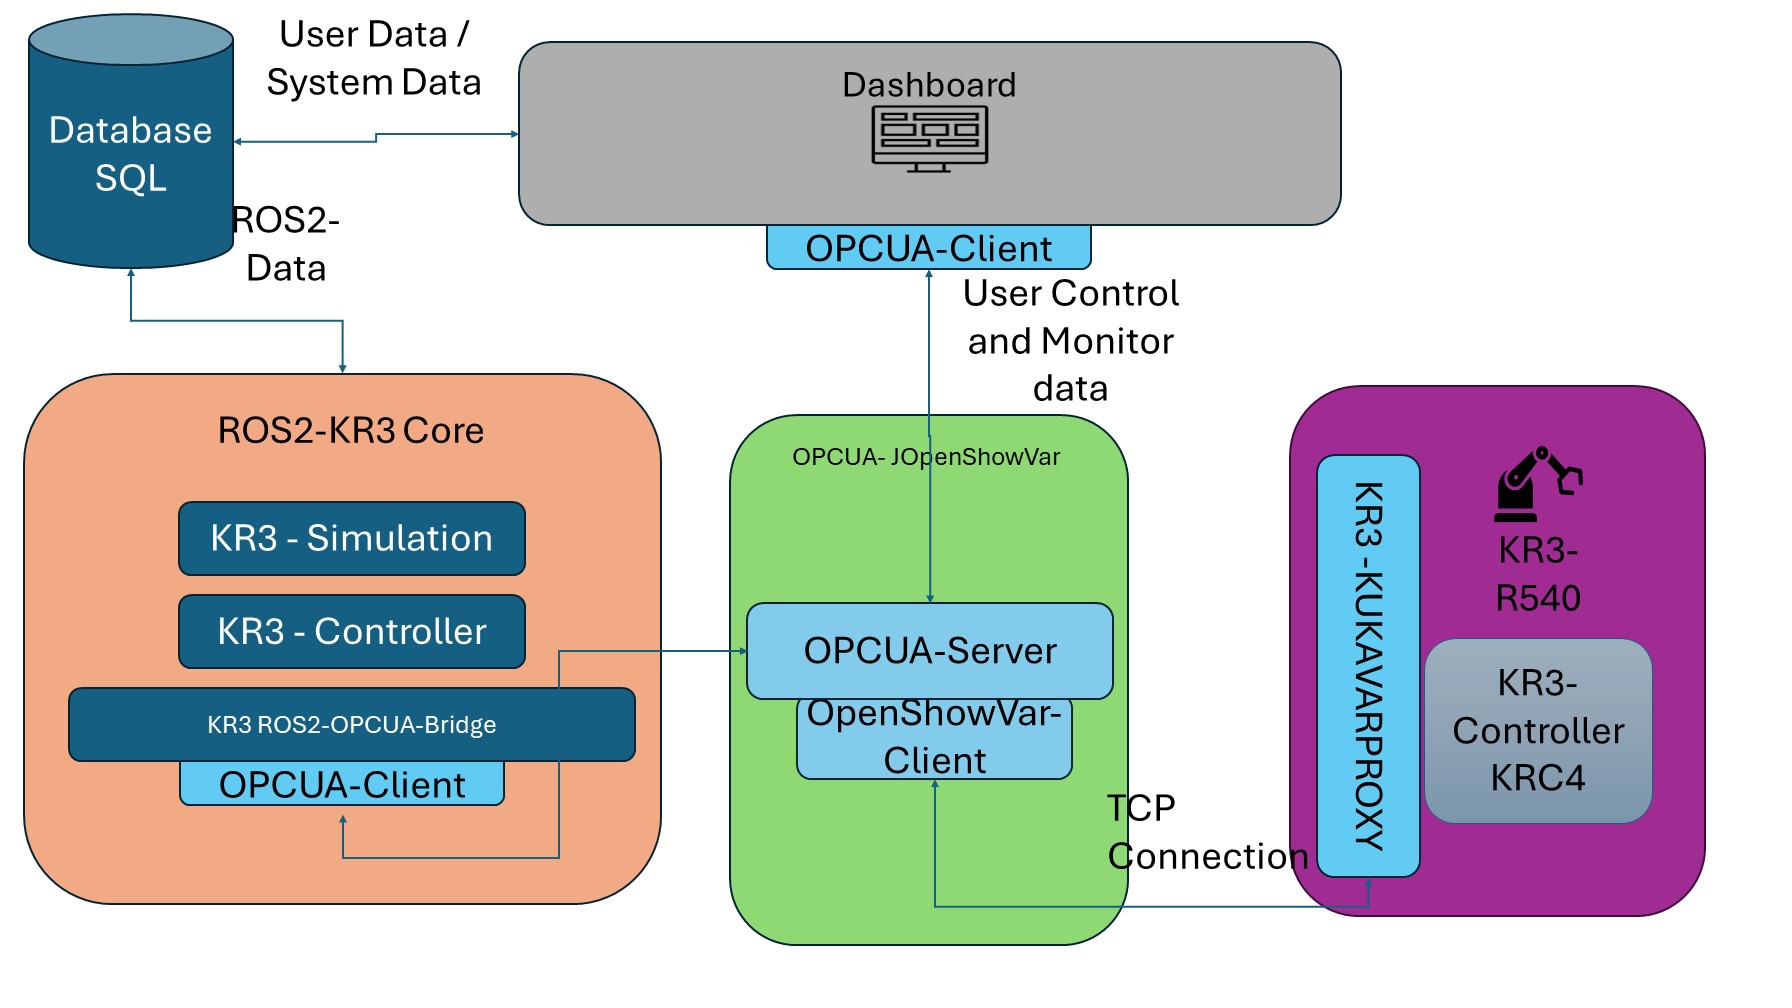 User Data /
System Data
Database
SQL
Dashboard
ROS2-
Data
OPCUA-Client
User Control
and Monitor
data
ROS2-KR3 Core
KR3 - Simulation
KR3 - Controller
KR3 ROS2-OPCUA-Bridge
OPCUA-Client
OPCUA- JOpenShowVar
OPCUA-Server
OpenShowVar-
Client
TCP
Connection
KR3 -KUKAVARPROXY
KR3-
R540
KR3-
Controller
KRC4